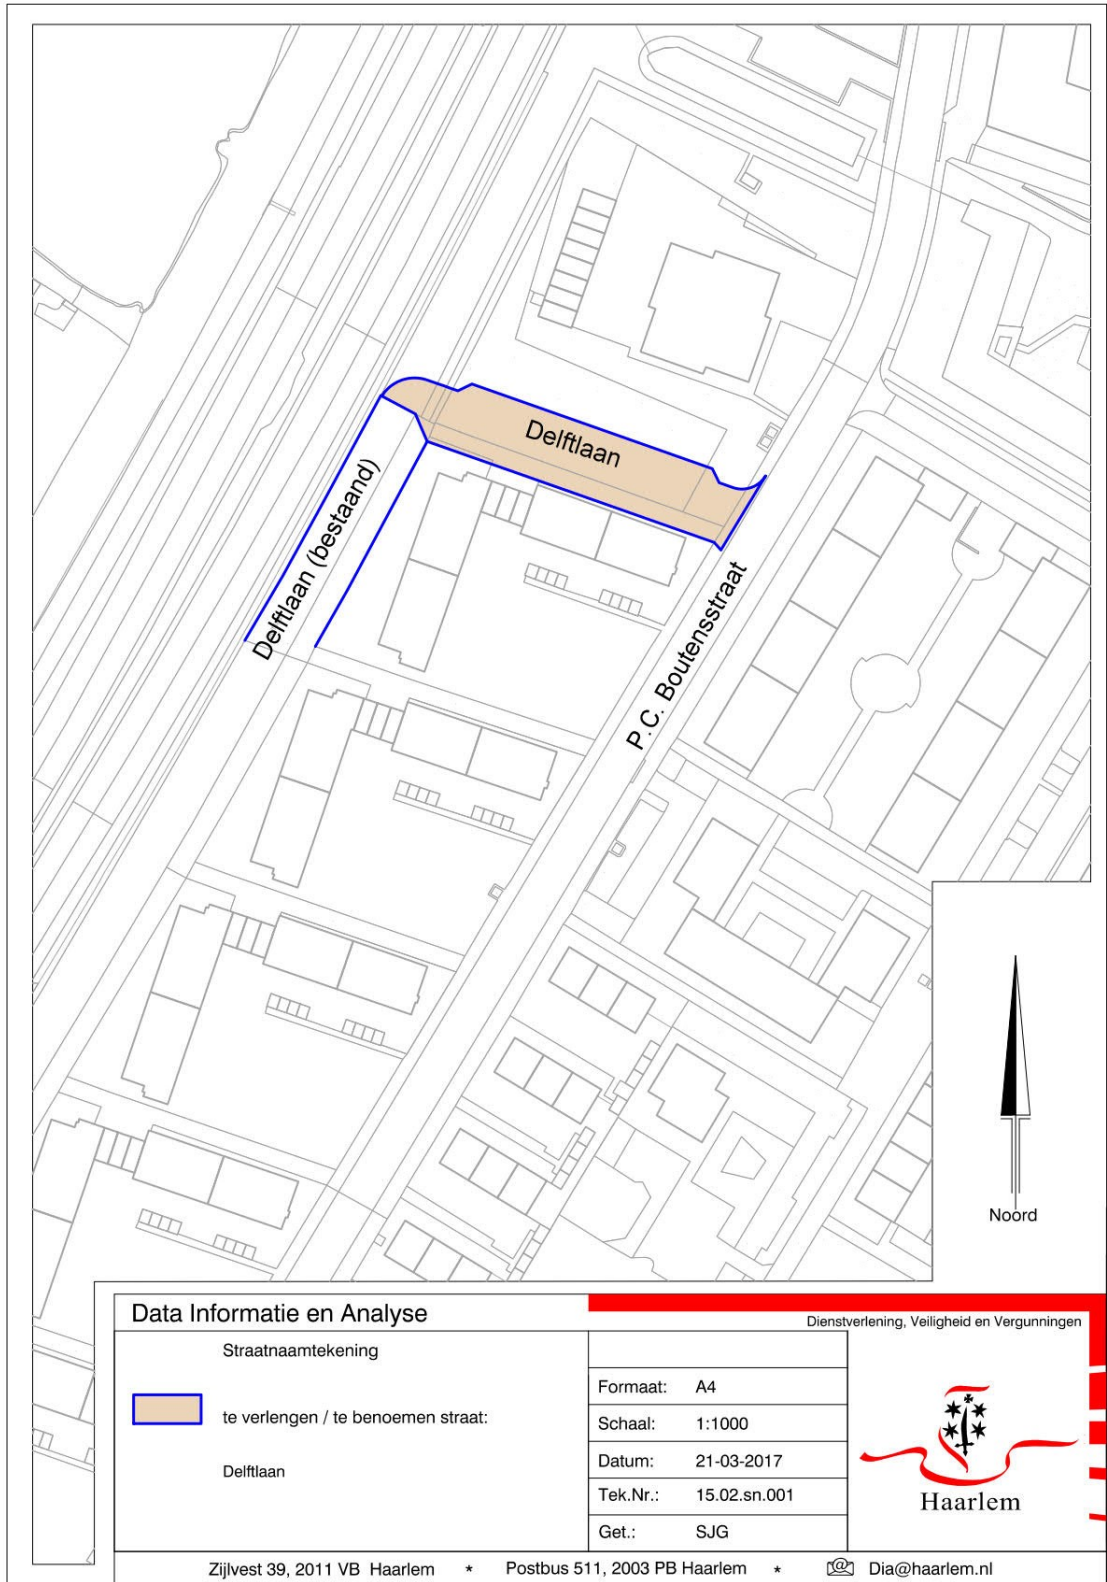 Delftlaan
Delftlaan (bestaand)
P.C. Boutensstraat
Noord
Data Informatie en Analyse
Dienstverlening, Veiligheid en Vergunningen
Straatnaamtekening
te verlengen / te benoemen straat:
Delftlaan
Formaat: A4
Schaal: 1:1000
Datum: 21-03-2017
Tek.Nr.: 15.02.sn.001
Get.: SJG
Haarlem
Zijlvest 39, 2011 VB Haarlem * Postbus 511, 2003 PB Haarlem * Dia@haarlem.nl